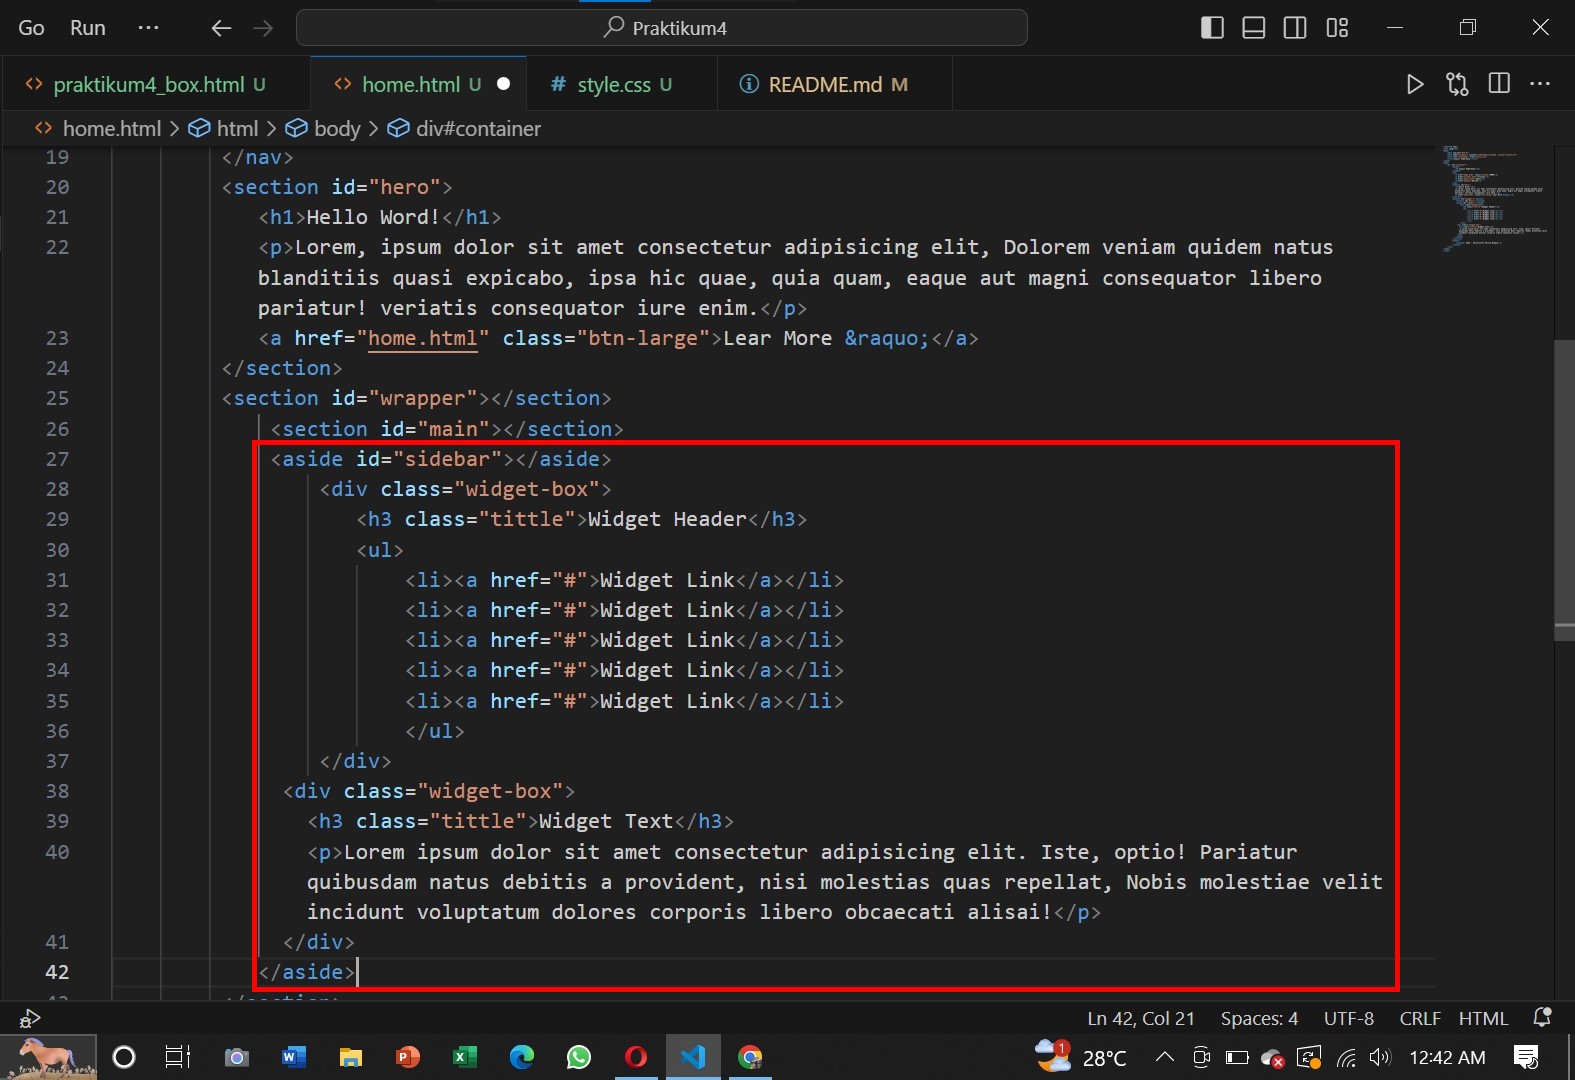 Go Run ··· Praktikum4
praktikum4_box.html U home.html U style.css U README.md M
home.html > html > body > div#container
19 </nav>
20 <section id="hero">
21 <h1>Hello Word!</h1>
22 <p>Lorem, ipsum dolor sit amet consectetur adipisicing elit, Dolorem veniam quidem natus
blanditiis quasi expicabo, ipsa hic quae, quia quam, eaque aut magni consequator libero
pariatur! veriatis consequator iure enim.</p>
23 <a href="home.html" class="btn-large">Lear More &raquo;</a>
24 </section>
25 <section id="wrapper"></section>
26 <section id="main"></section>
27 <aside id="sidebar"></aside>
28 <div class="widget-box">
29 <h3 class="tittle">Widget Header</h3>
30 <ul>
31 <li><a href="#">Widget Link</a></li>
32 <li><a href="#">Widget Link</a></li>
33 <li><a href="#">Widget Link</a></li>
34 <li><a href="#">Widget Link</a></li>
35 <li><a href="#">Widget Link</a></li>
36 </ul>
37 </div>
38 <div class="widget-box">
39 <h3 class="tittle">Widget Text</h3>
40 <p>Lorem ipsum dolor sit amet consectetur adipisicing elit. Iste, optio! Pariatur
quibusdam natus debitis a provident, nisi molestias quas repellat, Nobis molestiae velit
incidunt voluptatum dolores corporis libero obcaecati alisai!</p>
41 </div>
42 </aside>
Ln 42, Col 21 Spaces: 4 UTF-8 CRLF HTML
1 28°C 12:42 AM